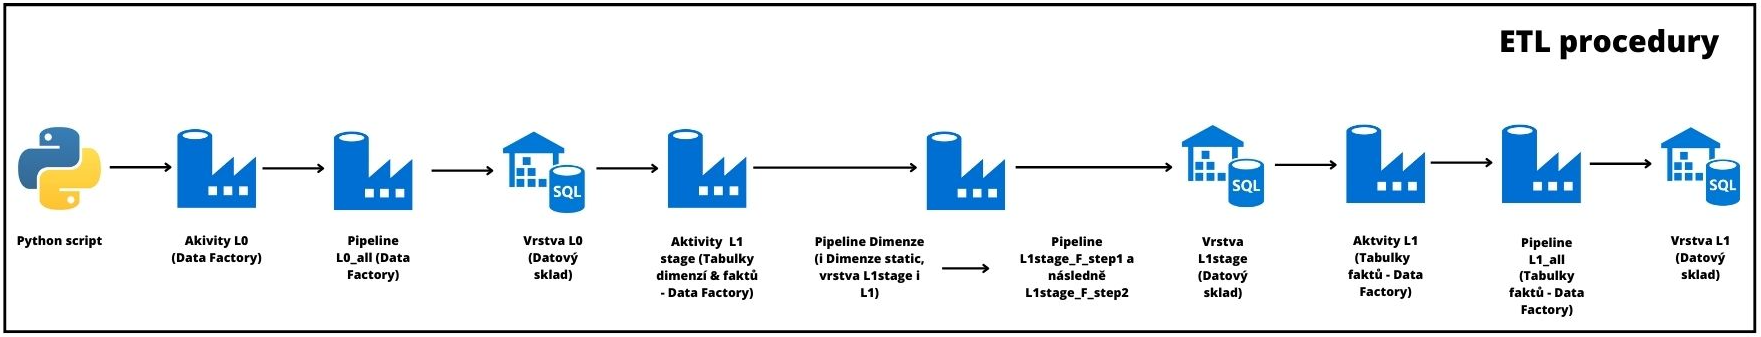 ETL procedury
SQL
SQL
SQL
Python script
Akivity L0
(Data Factory)
Pipeline
L0_all (Data
Factory)
Vrstva L0
(Datový
sklad)
Aktivity  L1
stage (Tabulky
dimenzí & faktů
- Data Factory)
Pipeline Dimenze
(i Dimenze static,
vrstva L1stage i
L1)
Pipeline
L1stage_F_step1 a
následně
L1stage_F_step2
Vrstva
L1stage
(Datový
sklad)
Aktvity L1
(Tabulky
faktů - Data
Factory)
Pipeline
L1_all
(Tabulky
faktů - Data
Factory)
Vrstva L1
(Datový
sklad)